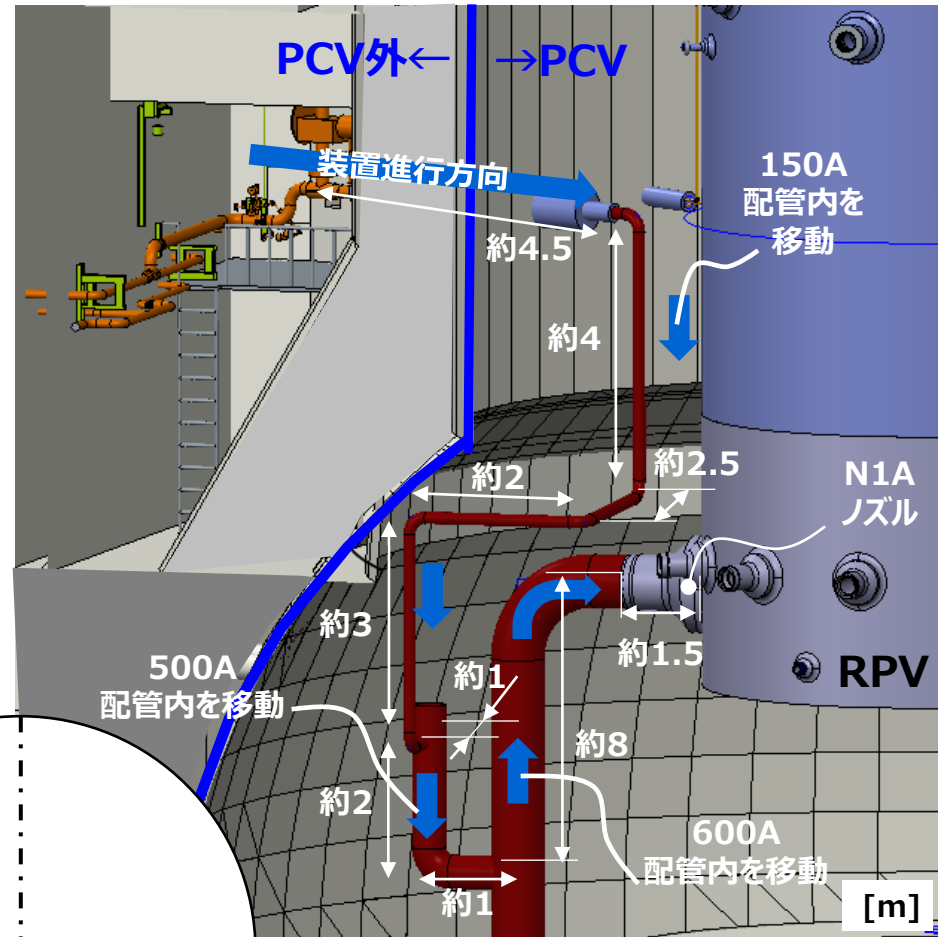 PCV外←
→PCV
装置進行方向
150A
配管内を
移動
約4.5
約4
約2.5
約2
N1A
ノズル
約3
約1.5
500A
配管内を移動
約1
RPV
約8
約2
600A
配管内を移動
約1
[m]